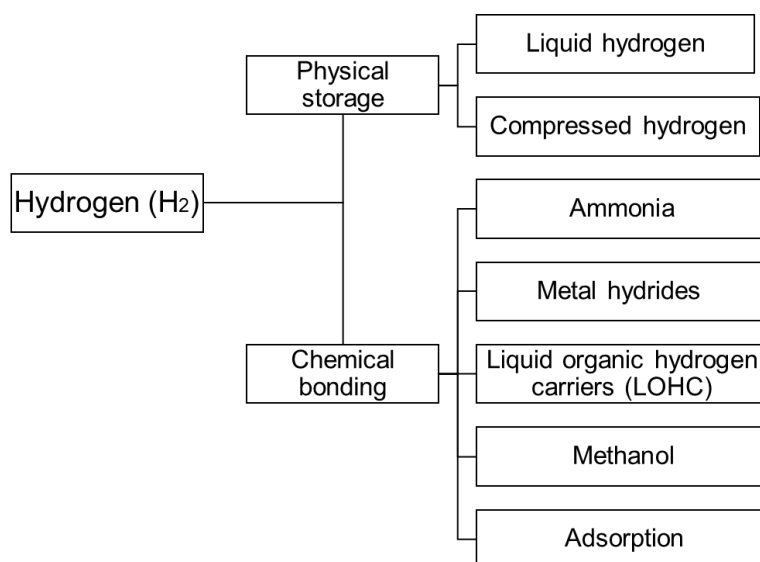 Hydrogen (H2)
Physical
storage
Liquid hydrogen
Compressed hydrogen
Chemical
bonding
Ammonia
Metal hydrides
Liquid organic hydrogen
carriers (LOHC)
Methanol
Adsorption